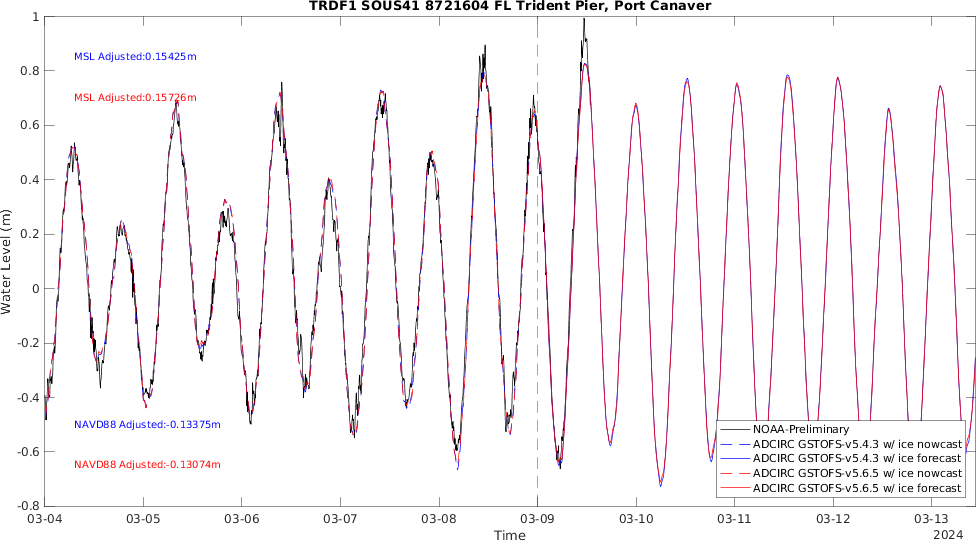 TRDF1 SOUS41 8721604 FL Trident Pier, Port Canaver
MSL Adjusted:0.15425m
MSL Adjusted:0.15726m
NAVD88 Adjusted:-0.13375m
NAVD88 Adjusted:-0.13074m
Water Level (m)
1
0.8
0.6
0.4
0.2
0
-0.2
-0.4
-0.6
-0.8
NOAA-Preliminary
ADCIRC GSTOFS-v5.4.3 w/ ice nowcast
ADCIRC GSTOFS-v5.4.3 w/ ice forecast
ADCIRC GSTOFS-v5.6.5 w/ ice nowcast
ADCIRC GSTOFS-v5.6.5 w/ ice forecast
03-04 03-05 03-06 03-07 03-08 03-09 03-10 03-11 03-12 03-13
Time
2024